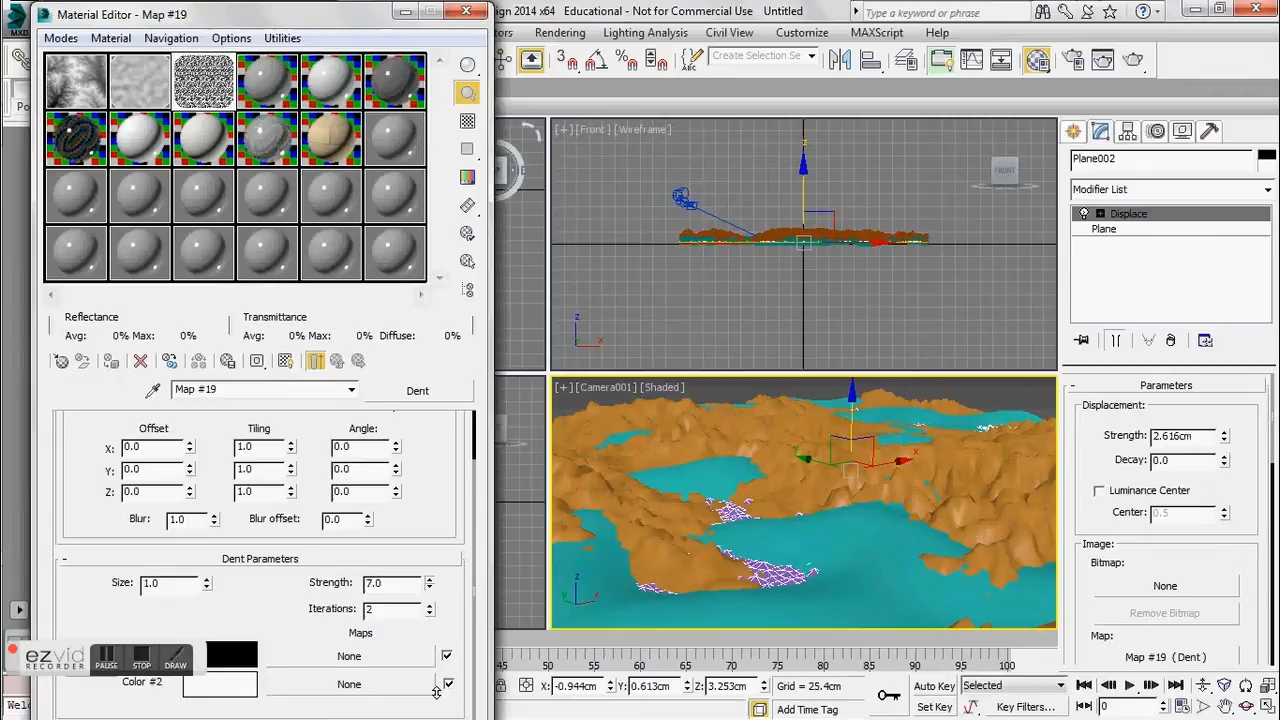 Material Editor - Map #19
sign 2014 x64 Educational - Not for Commercial Use Untitled
Type a keyword or phrase
Modes Material Navigation Options Utilities
Rendering Lighting Analysis Civil View Customize MAXScript Help
Create Selection Se
ABC
Po
[+] [Front] [Wireframe]
FRONT
Plane002
Modifier List
Displace
Plane
z
x
Reflectance
Transmittance
Avg: 0% Max: 0% Avg: 0% Max: 0% Diffuse: 0%
Map #19
Dent
[+] [Camera001] [Shaded]
Parameters
Displacement:
Strength: 2.616cm
Decay: 0.0
Luminance Center
Center: 0.5
Image:
Bitmap:
None
Remove Bitmap
Map:
Map #19 (Dent)
Offset Tiling Angle:
X: 0.0 1.0 0.0
Y: 0.0 1.0 0.0
Z: 0.0 1.0 0.0
Blur: 1.0 Blur offset: 0.0
Dent Parameters
Size: 1.0 Strength: 7.0
Iterations: 2
Maps
None
Color #2 None
ezvid
RECORDER
PAUSE STOP DRAW
45 50 55 60 65 70 75 80 85 90 95 100
X: -0.944cm Y: 0.613cm Z: 3.253cm Grid = 25.4cm
Auto Key Selected
Add Time Tag
Set Key Key Filters...
0
Wel